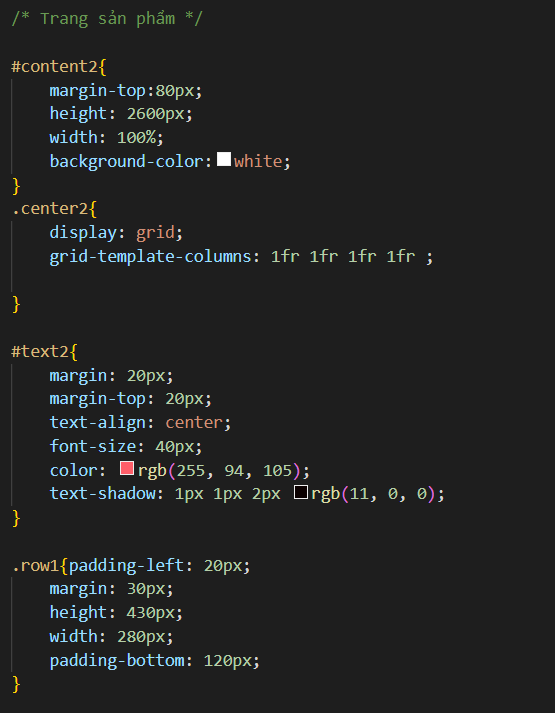 /* Trang sản phẩm */
#content2{
margin-top:80px;
height: 2600px;
width: 100%;
background-color: white;
}
.center2{
display: grid;
grid-template-columns: 1fr 1fr 1fr 1fr ;
}
#text2{
margin: 20px;
margin-top: 20px;
text-align: center;
font-size: 40px;
color: rgb(255, 94, 105);
text-shadow: 1px 1px 2px rgb(11, 0, 0);
}
.row1{padding-left: 20px;
margin: 30px;
height: 430px;
width: 280px;
padding-bottom: 120px;
}